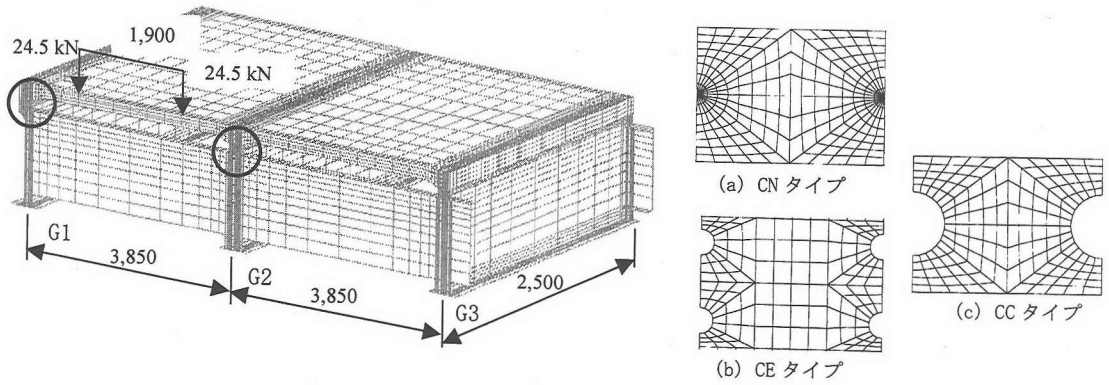 24.5 kN
1,900
24.5 kN
G1
3,850
G2
3,850
G3
2,500
(a) CN タイプ
(b) CE タイプ
(c) CC タイプ